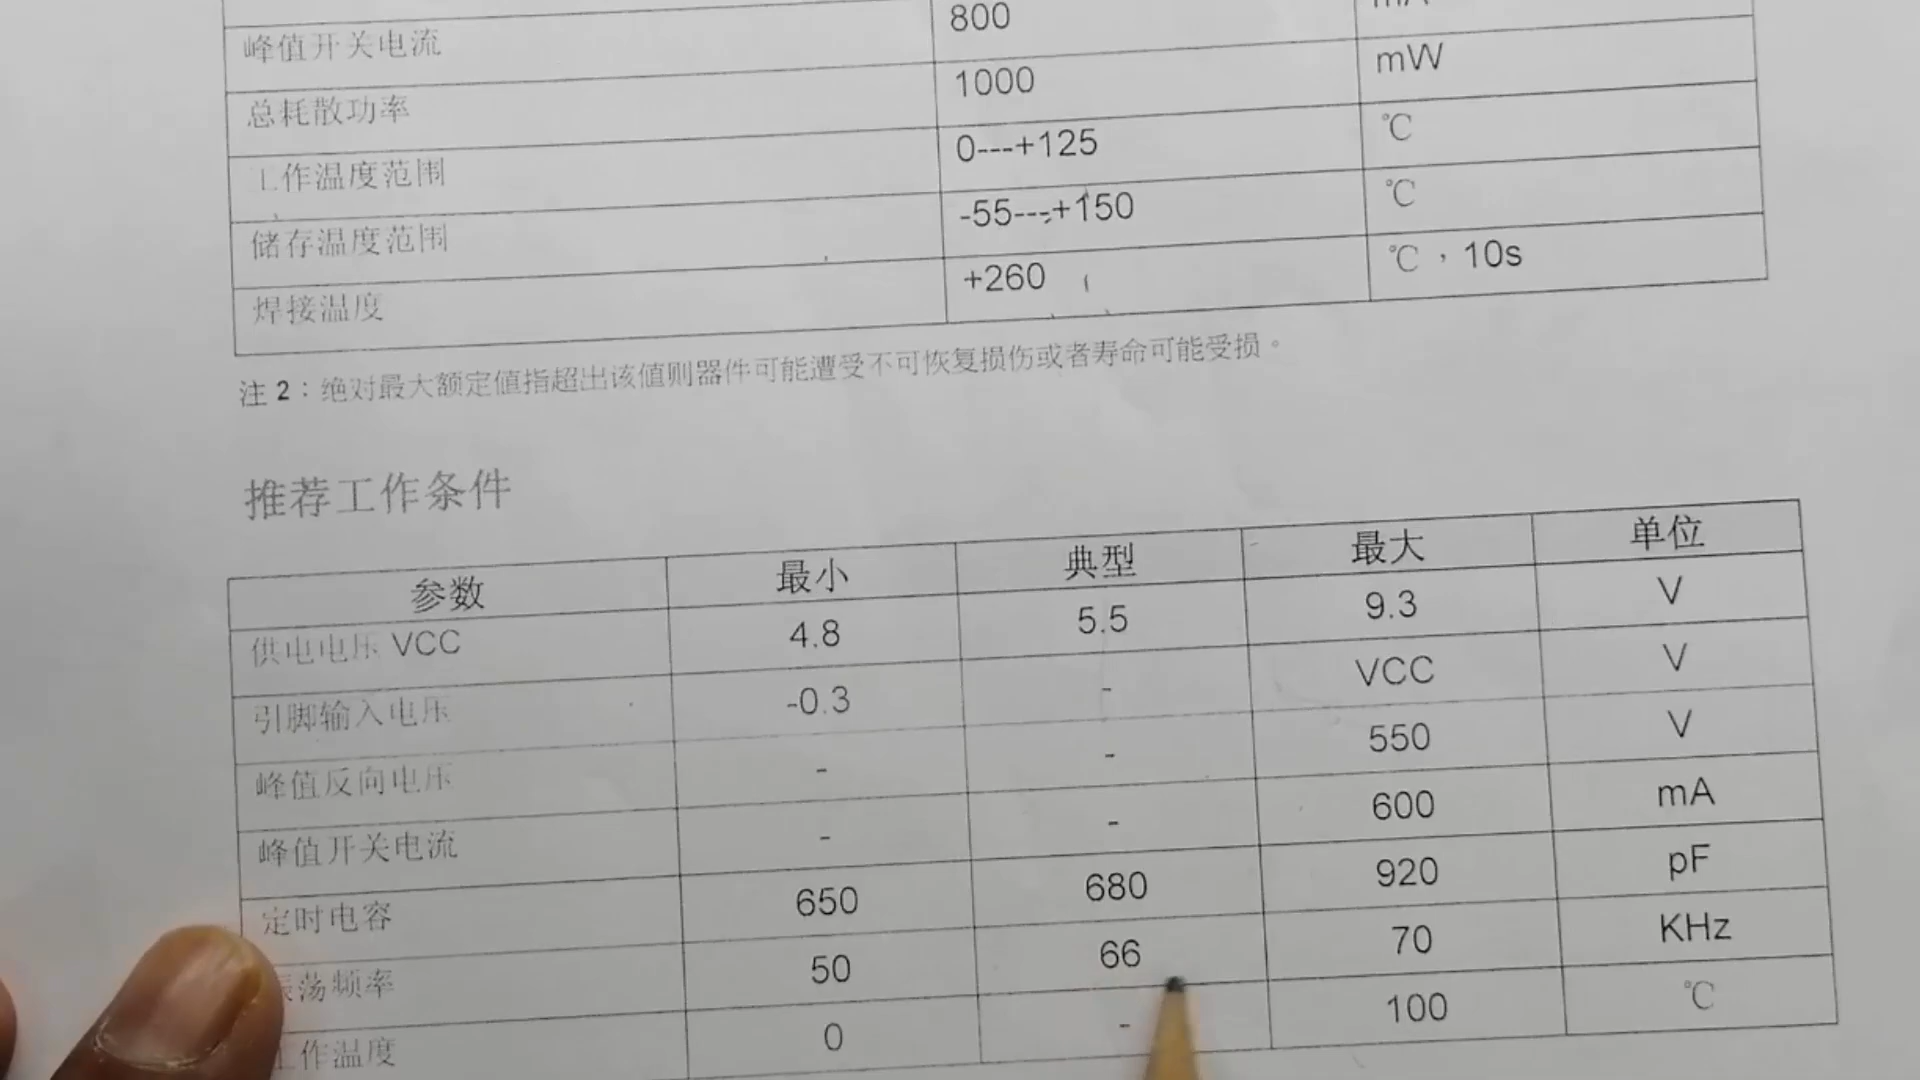 峰值开关电流 800
总耗散功率 1000 mW
工作温度范围 0---+125 ℃
储存温度范围 -55---+150 ℃
焊接温度 +260 ℃，10s
注 2：绝对最大额定值指超出该值则器件可能遭受不可恢复损伤或者寿命可能受损。
推荐工作条件
参数 最小 典型 最大 单位
供电电压 VCC 4.8 5.5 9.3 V
引脚输入电压 -0.3 - VCC V
峰值反向电压 - - 550 V
峰值开关电流 - - 600 mA
定时电容 650 680 920 pF
荡频率 50 66 70 KHz
工作温度 0 - 100 ℃